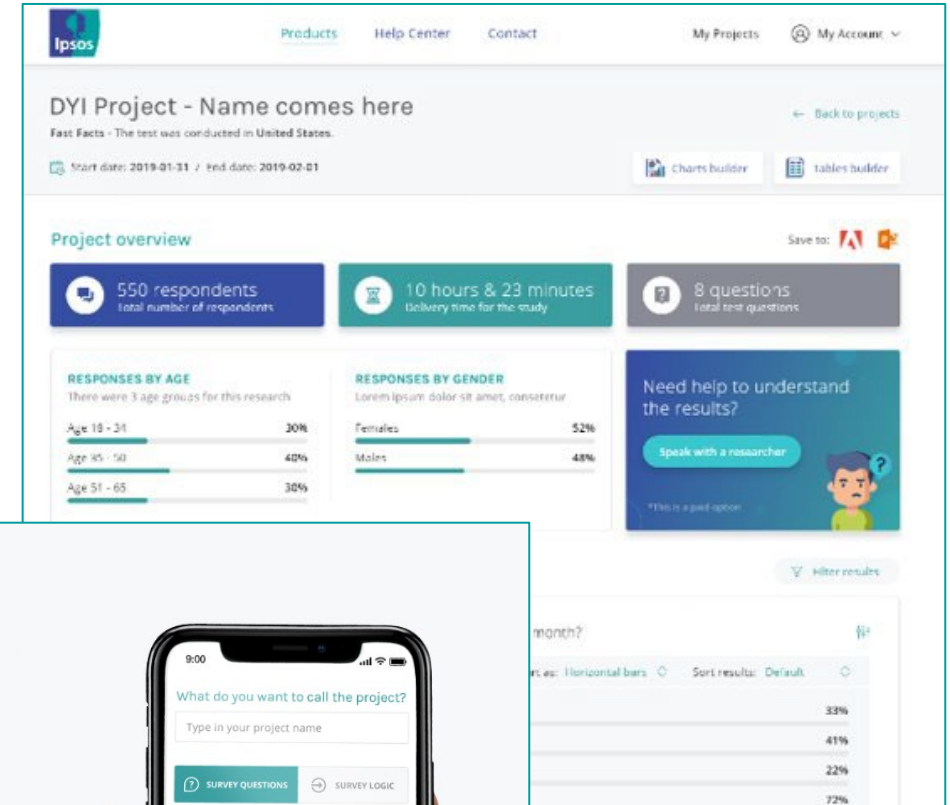 Ipsos
Products Help Center Contact My Projects My Account
DYI Project - Name comes here
← Back to projects
Fast Facts - The test was conducted in United States.
Start date: 2019-01-31 / End date: 2019-02-01
Charts builder Tables builder
Project overview
Save to:
550 respondents
Total number of respondents
10 hours & 23 minutes
Delivery time for the study
8 questions
Total test questions
RESPONSES BY AGE
There were 3 age groups for this research
Age 18 - 34 30%
Age 35 - 50 40%
Age 51 - 65 30%
RESPONSES BY GENDER
Lorem ipsum dolor sit amet, consetetur
Females 52%
Males 48%
Need help to understand
the results?
Speak with a researcher
*This is a paid option
Filter results
month?
rt as: Horizontal bars Sort results: Default
33%
41%
22%
72%
9:00
What do you want to call the project?
Type in your project name
SURVEY QUESTIONS SURVEY LOGIC